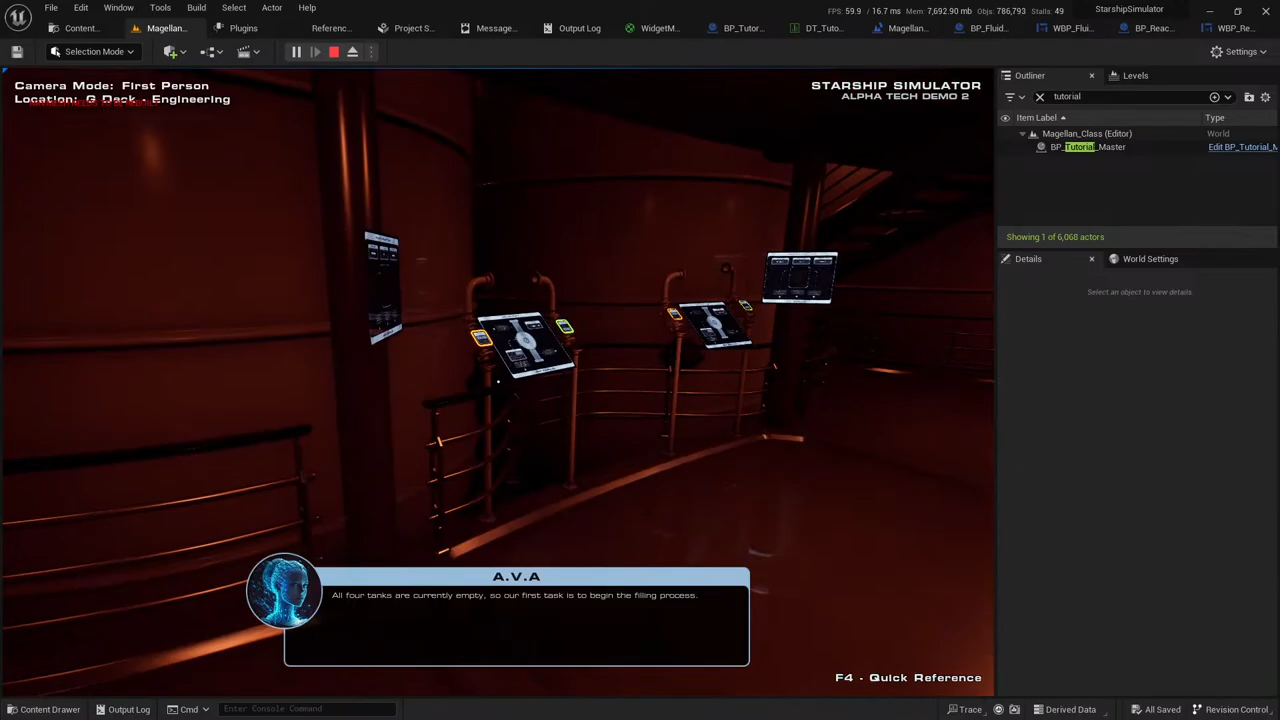 File Edit Window Tools Build Select Actor Help
FPS: 59.9 / 16.7 ms Mem: 7,692.90 mb Objs: 786,793 Stalls: 49
StarshipSimulator
Content... Magellan... Plugins Referenc... Project S... Message... Output Log WidgetM... BP_Tutor... DT_Tuto... Magellan... BP_Fluid... WBP_Flui... BP_Reac... WBP_Re...
Selection Mode
Settings
Camera Mode: First Person
Location: G Deck - Engineering
STARSHIP SIMULATOR
ALPHA TECH DEMO 2
Outliner Levels
tutorial
Item Label Type
Magellan_Class (Editor) World
BP_Tutorial_Master Edit BP_Tutorial_M
Showing 1 of 6,068 actors
Details World Settings
Select an object to view details.
A.V.A
All four tanks are currently empty, so our first task is to begin the filling process.
F4 - Quick Reference
Content Drawer Output Log Cmd Enter Console Command Trace Derived Data All Saved Revision Control